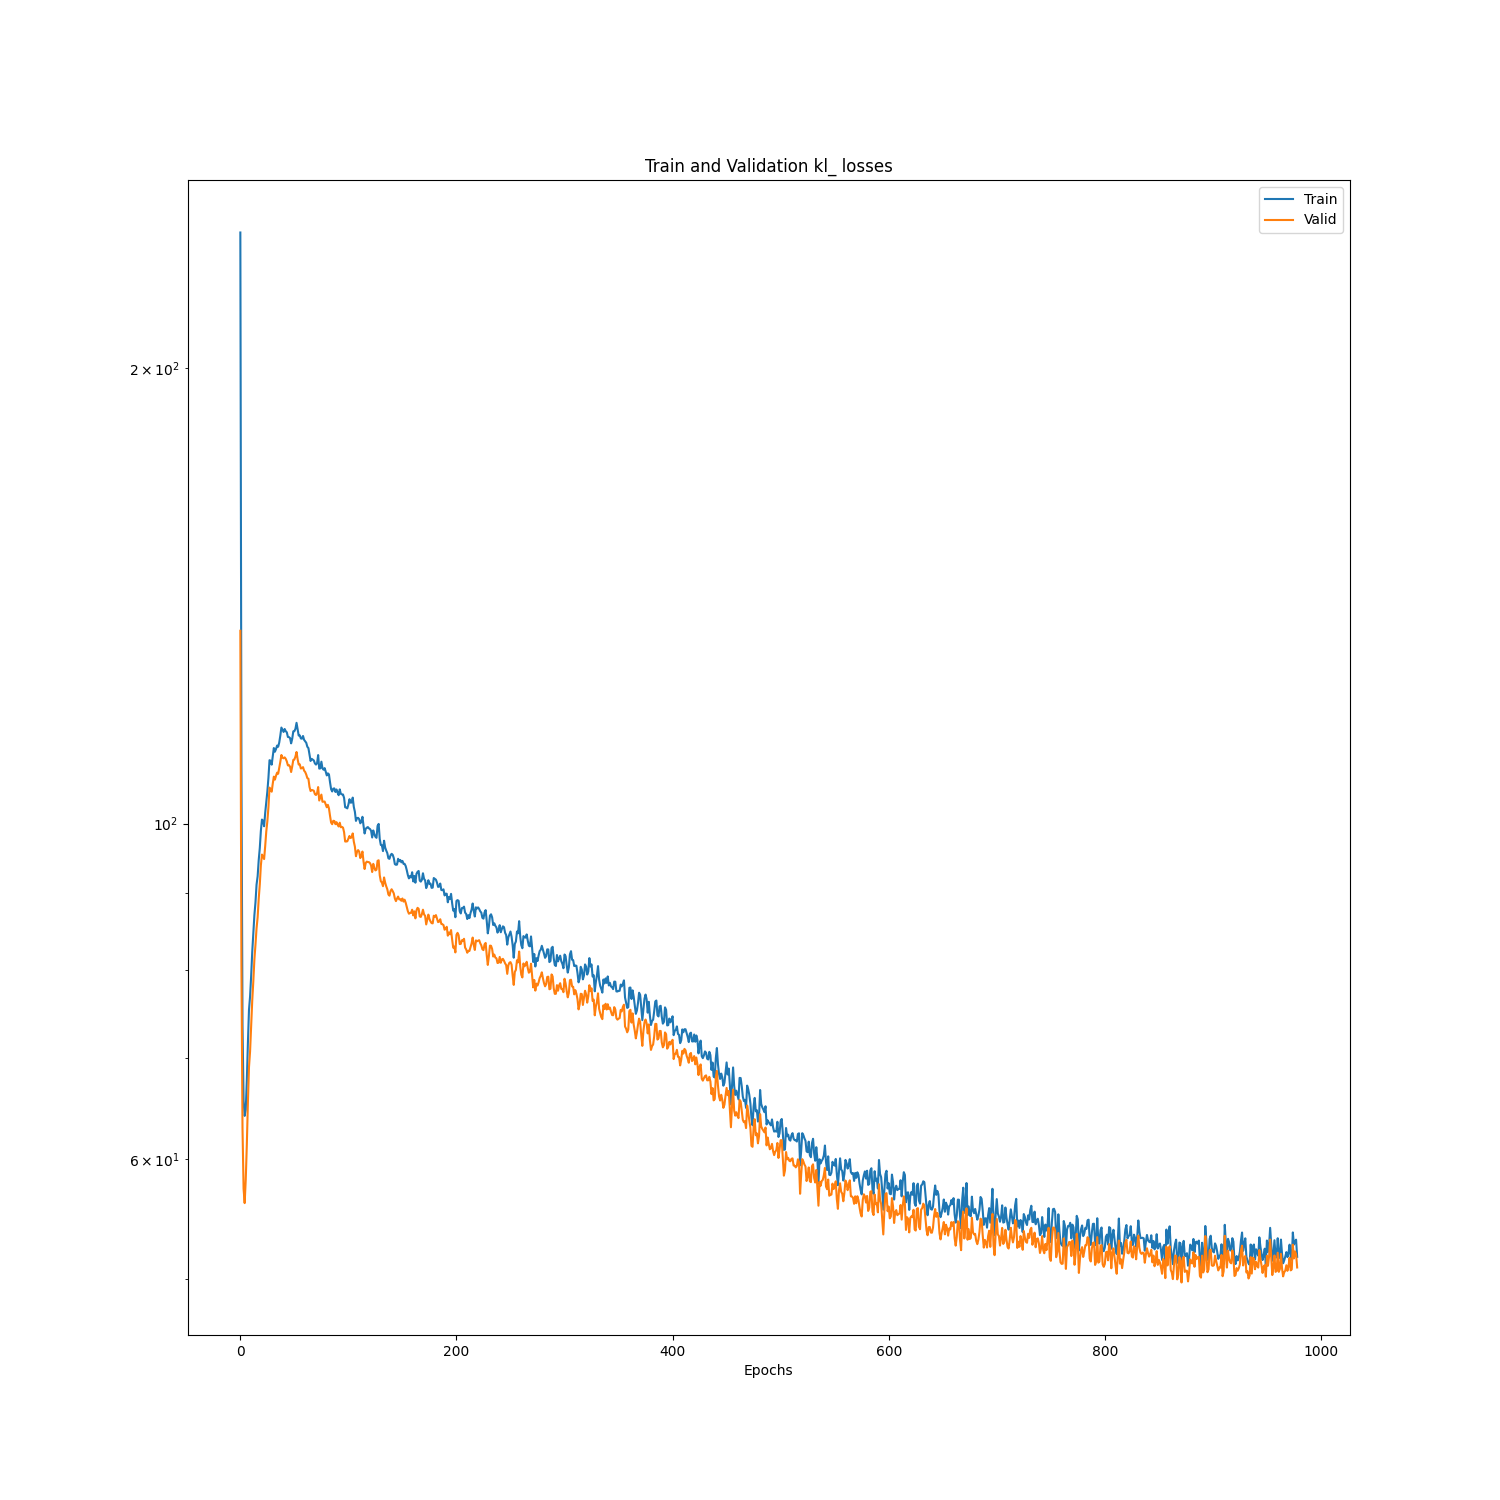 Train and Validation kl_ losses
Train
Valid
2 × 10²
10²
6 × 10¹
0 200 400 600 800 1000
Epochs